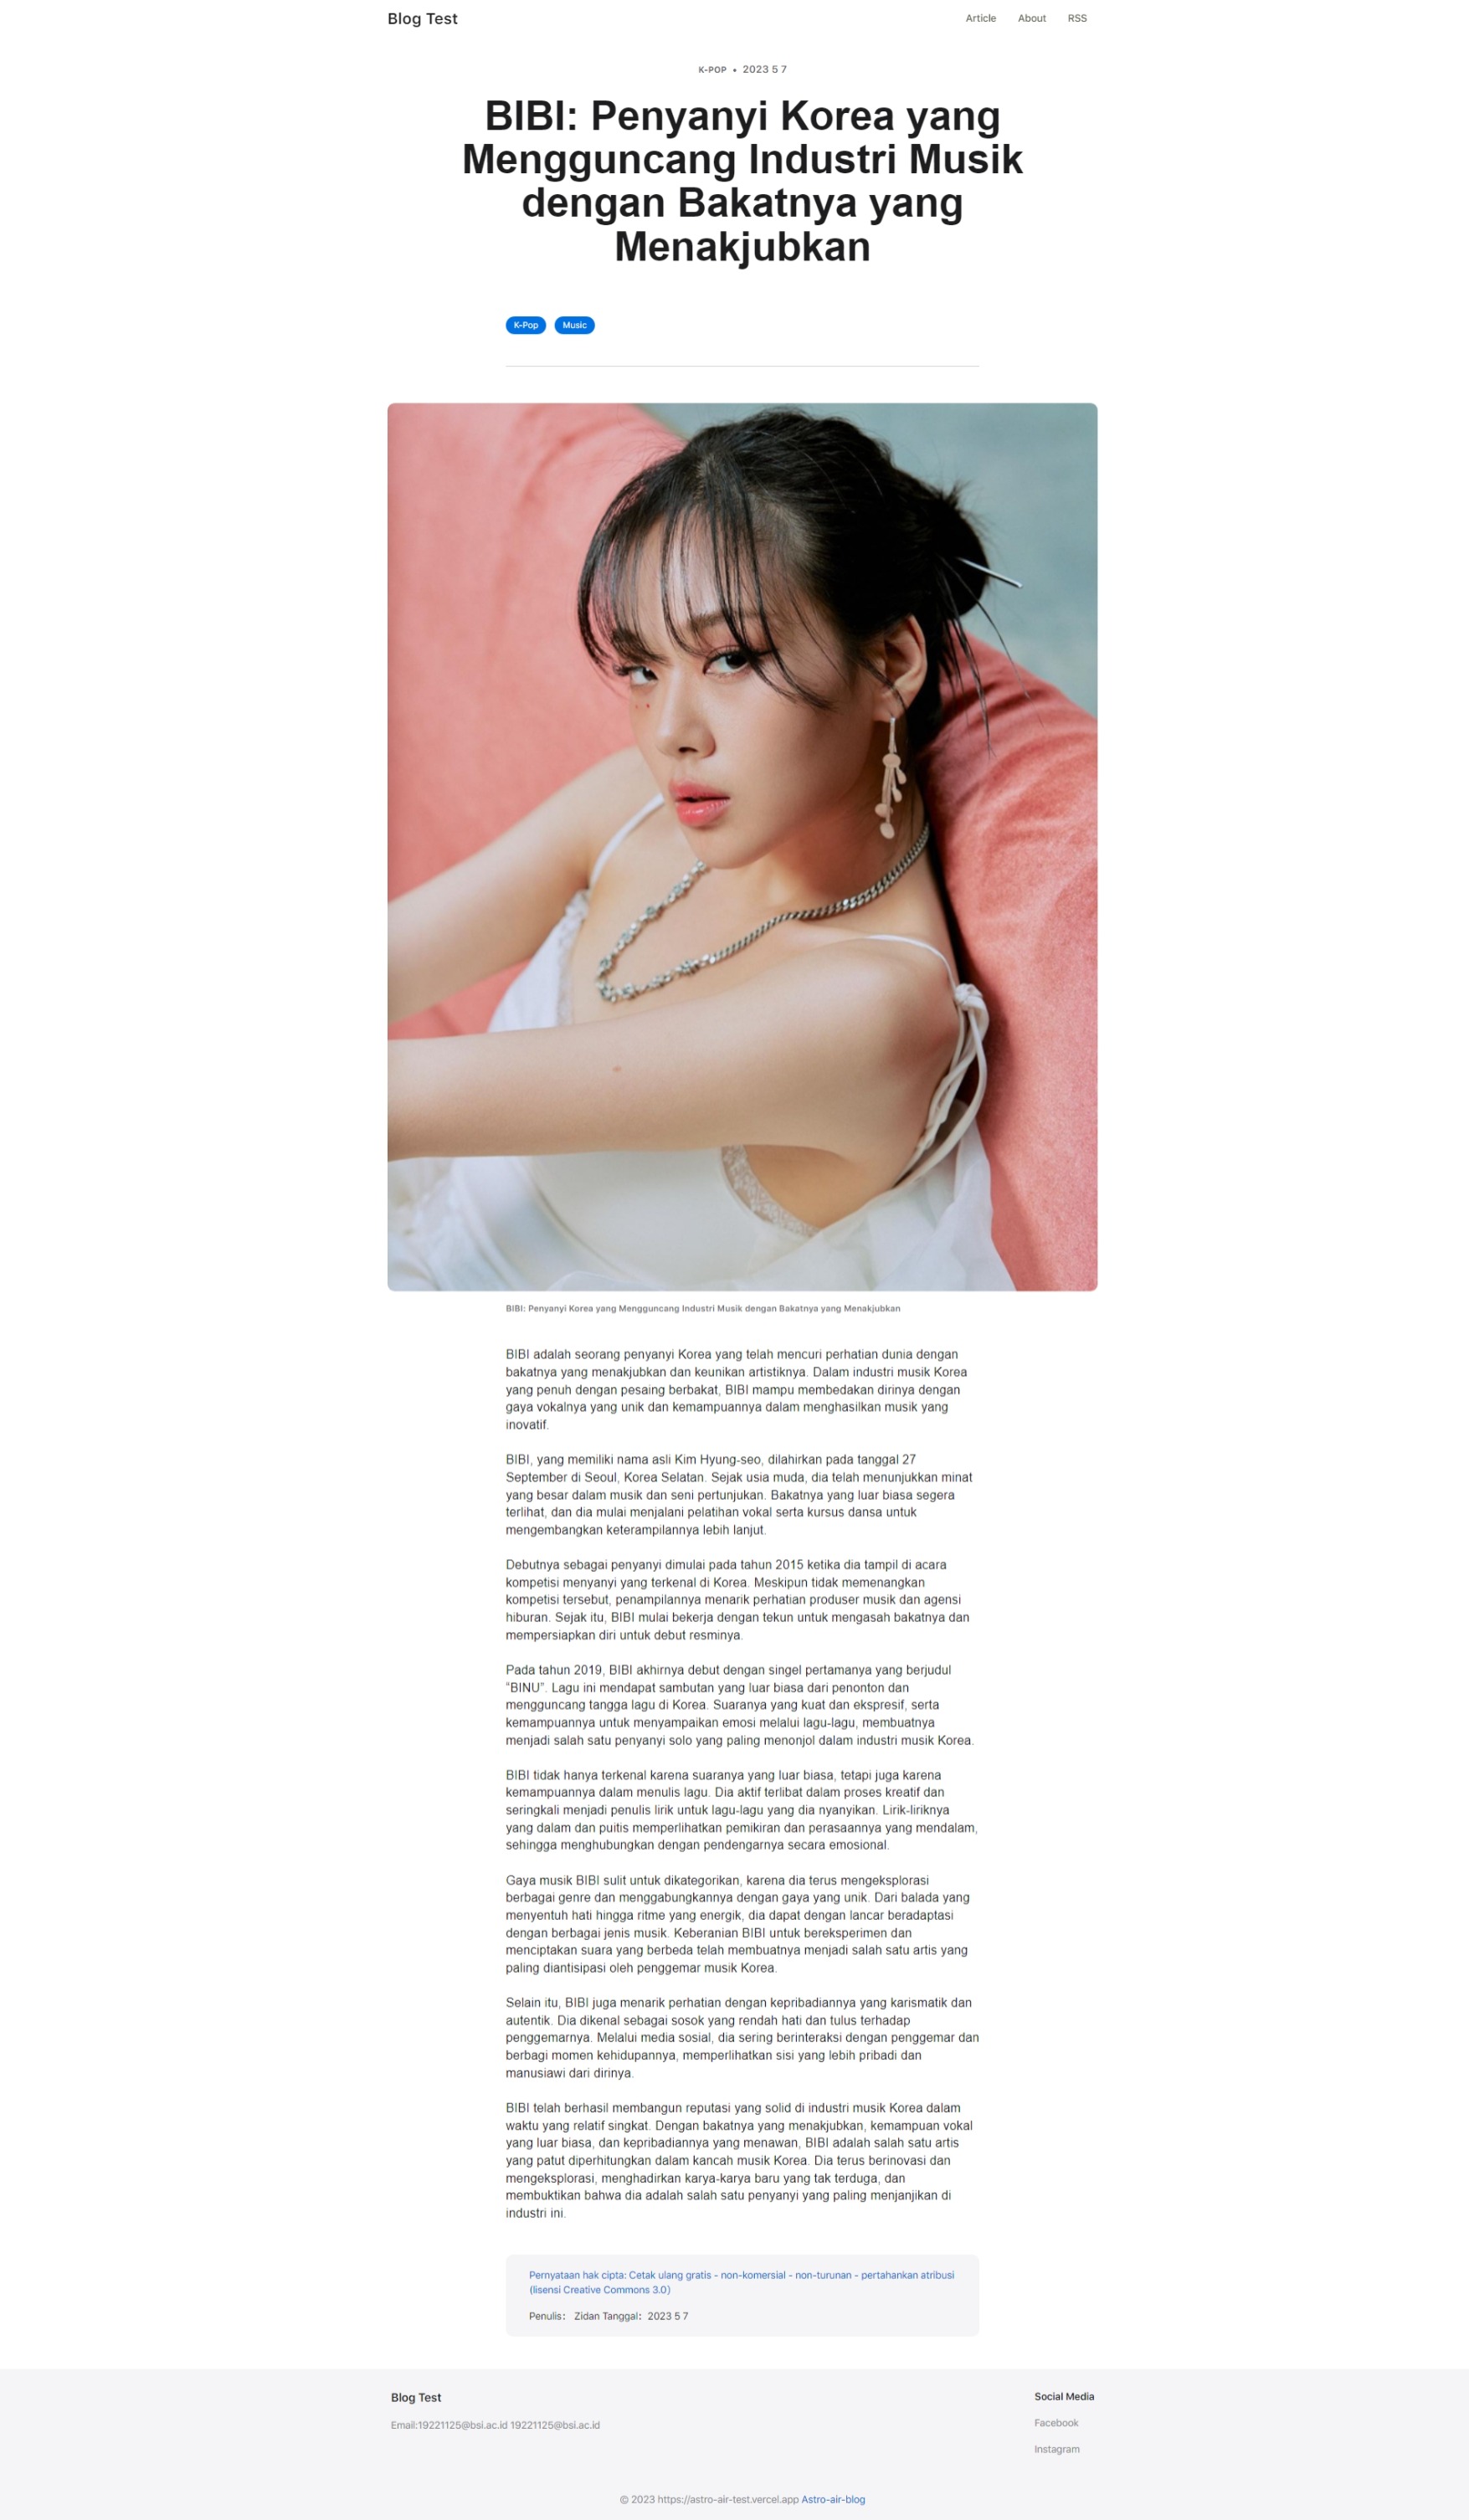 Blog Test
Article About RSS
K-POP • 2023 5 7
BIBI: Penyanyi Korea yang
Mengguncang Industri Musik
dengan Bakatnya yang
Menakjubkan
K-Pop Music
BIBI: Penyanyi Korea yang Mengguncang Industri Musik dengan Bakatnya yang Menakjubkan
BIBI adalah seorang penyanyi Korea yang telah mencuri perhatian dunia dengan
bakatnya yang menakjubkan dan keunikan artistiknya. Dalam industri musik Korea
yang penuh dengan pesaing berbakat, BIBI mampu membedakan dirinya dengan
gaya vokalnya yang unik dan kemampuannya dalam menghasilkan musik yang
inovatif.
BIBI, yang memiliki nama asli Kim Hyung-seo, dilahirkan pada tanggal 27
September di Seoul, Korea Selatan. Sejak usia muda, dia telah menunjukkan minat
yang besar dalam musik dan seni pertunjukan. Bakatnya yang luar biasa segera
terlihat, dan dia mulai menjalani pelatihan vokal serta kursus dansa untuk
mengembangkan keterampilannya lebih lanjut.
Debutnya sebagai penyanyi dimulai pada tahun 2015 ketika dia tampil di acara
kompetisi menyanyi yang terkenal di Korea. Meskipun tidak memenangkan
kompetisi tersebut, penampilannya menarik perhatian produser musik dan agensi
hiburan. Sejak itu, BIBI mulai bekerja dengan tekun untuk mengasah bakatnya dan
mempersiapkan diri untuk debut resminya.
Pada tahun 2019, BIBI akhirnya debut dengan singel pertamanya yang berjudul
“BINU”. Lagu ini mendapat sambutan yang luar biasa dari penonton dan
mengguncang tangga lagu di Korea. Suaranya yang kuat dan ekspresif, serta
kemampuannya untuk menyampaikan emosi melalui lagu-lagu, membuatnya
menjadi salah satu penyanyi solo yang paling menonjol dalam industri musik Korea.
BIBI tidak hanya terkenal karena suaranya yang luar biasa, tetapi juga karena
kemampuannya dalam menulis lagu. Dia aktif terlibat dalam proses kreatif dan
seringkali menjadi penulis lirik untuk lagu-lagu yang dia nyanyikan. Lirik-liriknya
yang dalam dan puitis memperlihatkan pemikiran dan perasaannya yang mendalam,
sehingga menghubungkan dengan pendengarnya secara emosional.
Gaya musik BIBI sulit untuk dikategorikan, karena dia terus mengeksplorasi
berbagai genre dan menggabungkannya dengan gaya yang unik. Dari balada yang
menyentuh hati hingga ritme yang energik, dia dapat dengan lancar beradaptasi
dengan berbagai jenis musik. Keberanian BIBI untuk bereksperimen dan
menciptakan suara yang berbeda telah membuatnya menjadi salah satu artis yang
paling diantisipasi oleh penggemar musik Korea.
Selain itu, BIBI juga menarik perhatian dengan kepribadiannya yang karismatik dan
autentik. Dia dikenal sebagai sosok yang rendah hati dan tulus terhadap
penggemarnya. Melalui media sosial, dia sering berinteraksi dengan penggemar dan
berbagi momen kehidupannya, memperlihatkan sisi yang lebih pribadi dan
manusiawi dari dirinya.
BIBI telah berhasil membangun reputasi yang solid di industri musik Korea dalam
waktu yang relatif singkat. Dengan bakatnya yang menakjubkan, kemampuan vokal
yang luar biasa, dan kepribadiannya yang menawan, BIBI adalah salah satu artis
yang patut diperhitungkan dalam kancah musik Korea. Dia terus berinovasi dan
mengeksplorasi, menghadirkan karya-karya baru yang tak terduga, dan
membuktikan bahwa dia adalah salah satu penyanyi yang paling menjanjikan di
industri ini.
Pernyataan hak cipta: Cetak ulang gratis - non-komersial - non-turunan - pertahankan atribusi
(lisensi Creative Commons 3.0)
Penulis： Zidan Tanggal：2023 5 7
Blog Test
Email:19221125@bsi.ac.id 19221125@bsi.ac.id
Social Media
Facebook
Instagram
© 2023 https://astro-air-test.vercel.app Astro-air-blog